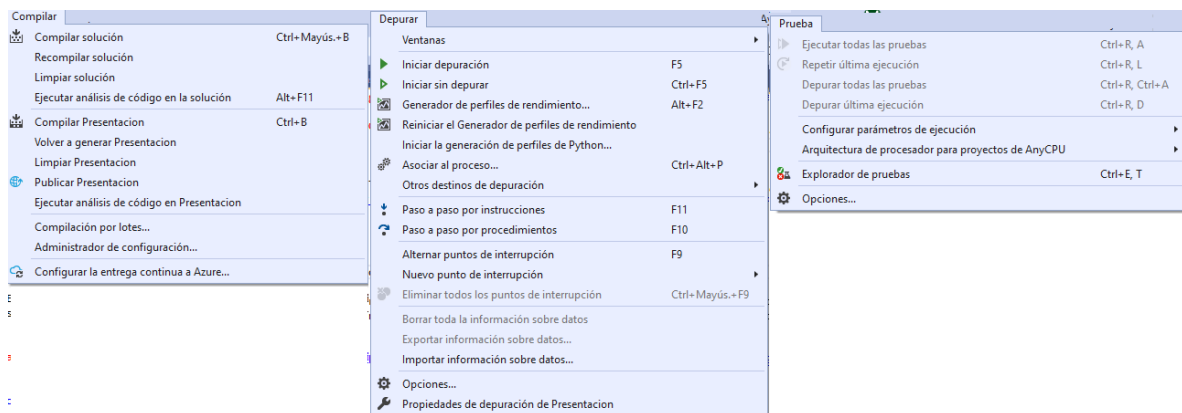 Compilar
Compilar solución Ctrl+Mayús.+B
Recompilar solución
Limpiar solución
Ejecutar análisis de código en la solución Alt+F11
Compilar Presentacion Ctrl+B
Volver a generar Presentacion
Limpiar Presentacion
Publicar Presentacion
Ejecutar análisis de código en Presentacion
Compilación por lotes...
Administrador de configuración...
Configurar la entrega continua a Azure...
Depurar
Ventanas
Iniciar depuración F5
Iniciar sin depurar Ctrl+F5
Generador de perfiles de rendimiento... Alt+F2
Reiniciar el Generador de perfiles de rendimiento
Iniciar la generación de perfiles de Python...
Asociar al proceso... Ctrl+Alt+P
Otros destinos de depuración
Paso a paso por instrucciones F11
Paso a paso por procedimientos F10
Alternar puntos de interrupción F9
Nuevo punto de interrupción
Eliminar todos los puntos de interrupción Ctrl+Mayús.+F9
Borrar toda la información sobre datos
Exportar información sobre datos...
Importar información sobre datos...
Opciones...
Propiedades de depuración de Presentacion
Prueba
Ejecutar todas las pruebas Ctrl+R, A
Repetir última ejecución Ctrl+R, L
Depurar todas las pruebas Ctrl+R, Ctrl+A
Depurar última ejecución Ctrl+R, D
Configurar parámetros de ejecución
Arquitectura de procesador para proyectos de AnyCPU
Explorador de pruebas Ctrl+E, T
Opciones...